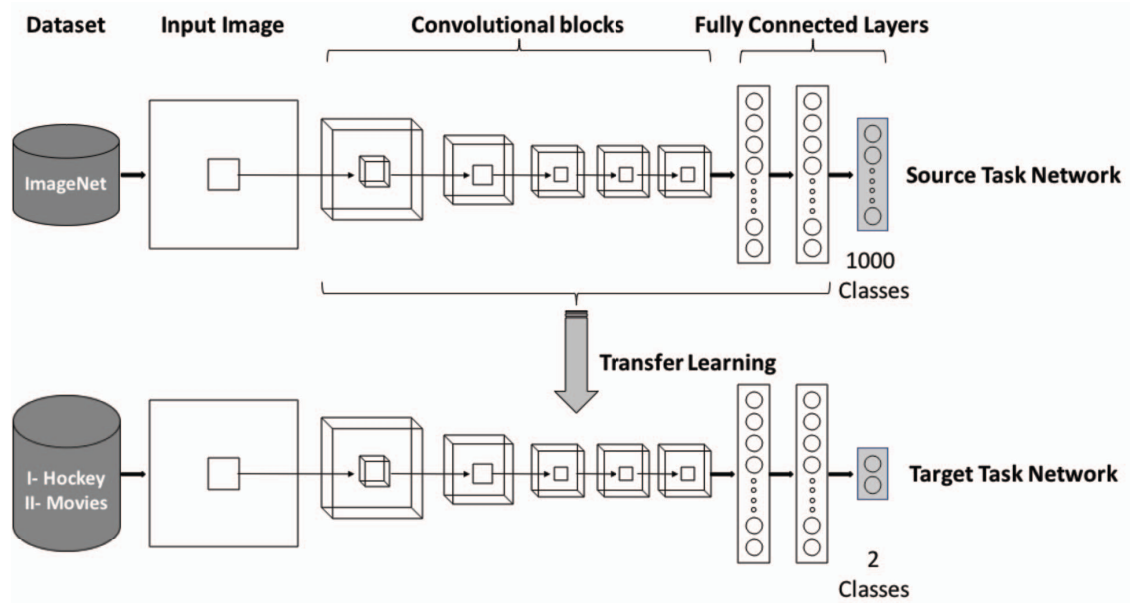 Dataset
Input Image
Convolutional blocks
Fully Connected Layers
ImageNet
Source Task Network
1000
Classes
Transfer Learning
I- Hockey
II- Movies
Target Task Network
2
Classes